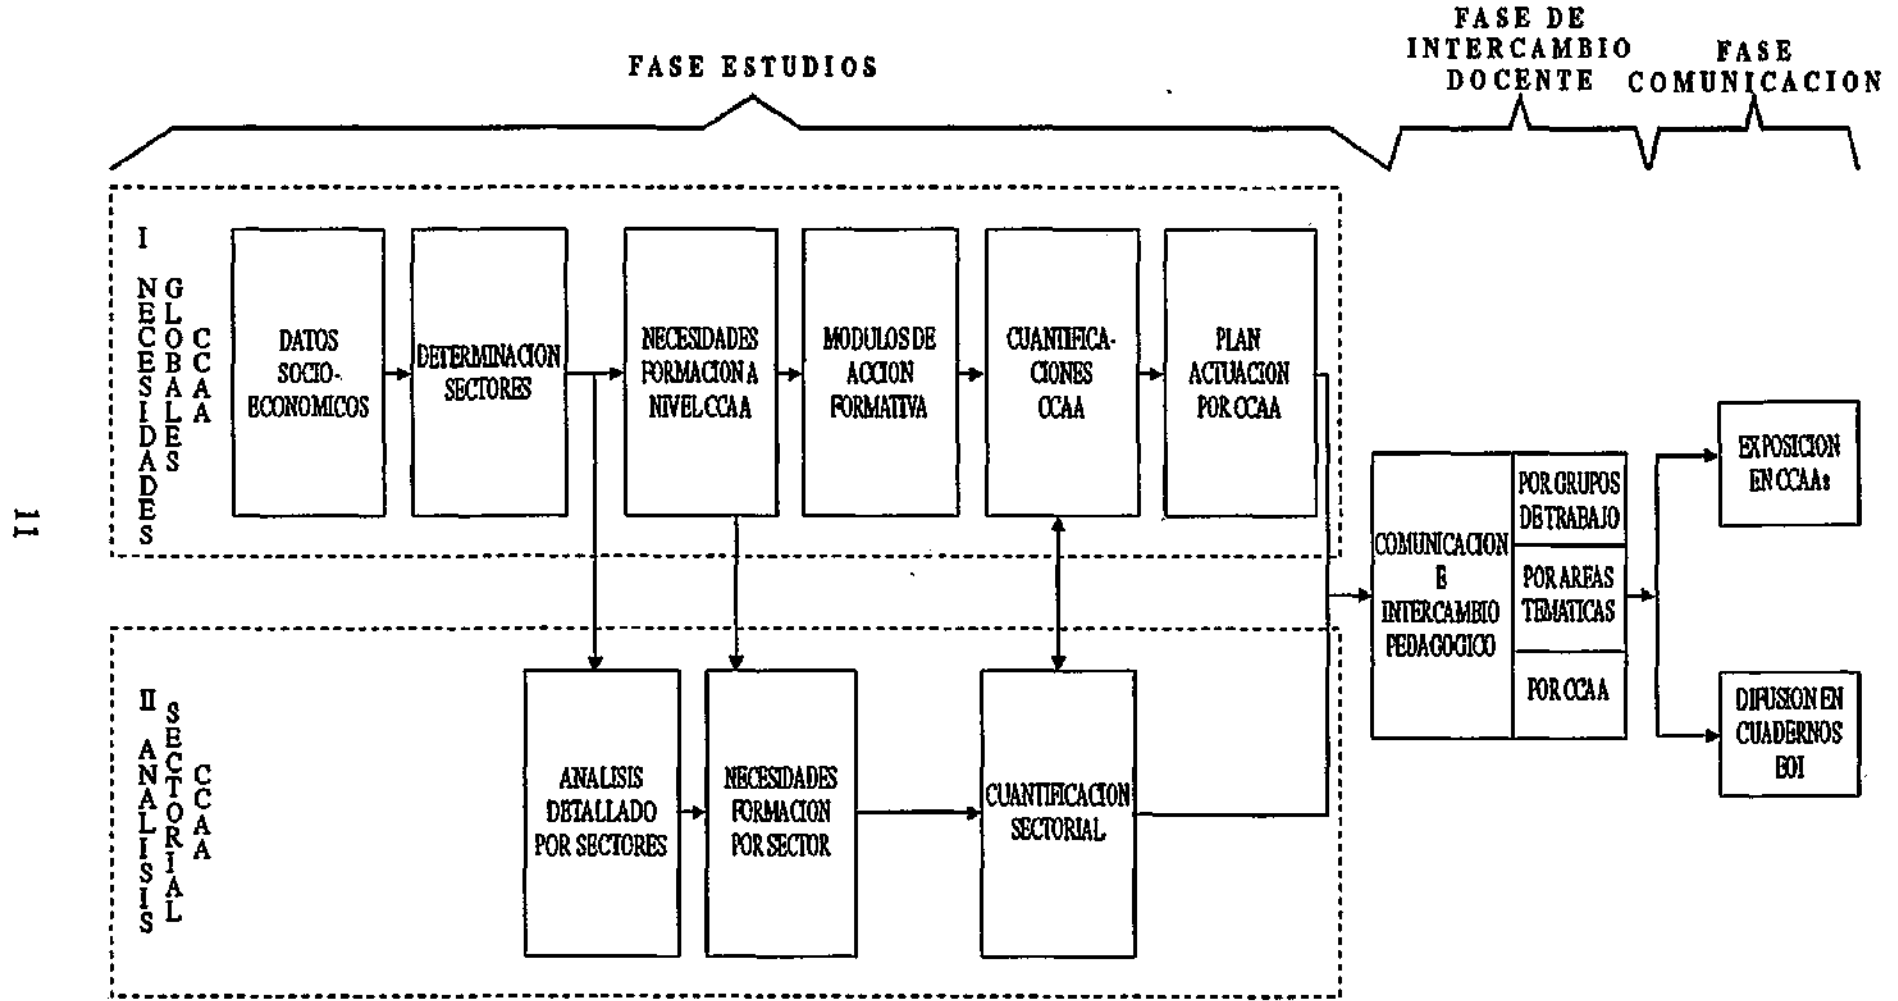 FASE ESTUDIOS
FASE DE
INTERCAMBIO
DOCENTE
FASE
COMUNICACION
I NECESIDADES
GLOBALES
CCAA
DATOS
SOCIO-
ECONOMICOS
DETERMINACION
SECTORES
NECESIDADES
FORMACION A
NIVEL CCAA
MODULOS DE
ACCION
FORMATIVA
CUANTIFICA-
CIONES
CCAA
PLAN
ACTUACION
POR CCAA
COMUNICACION
E
INTERCAMBIO
PEDAGOGICO
POR GRUPOS
DE TRABAJO
POR AREAS
TEMATICAS
POR CCAA
EXPOSICION
EN CCAAs
DIFUSION EN
CUADERNOS
EOI
II ANALISIS
SECTORIAL
CCAA
ANALISIS
DETALLADO
POR SECTORES
NECESIDADES
FORMACION
POR SECTOR
CUANTIFICACION
SECTORIAL
11